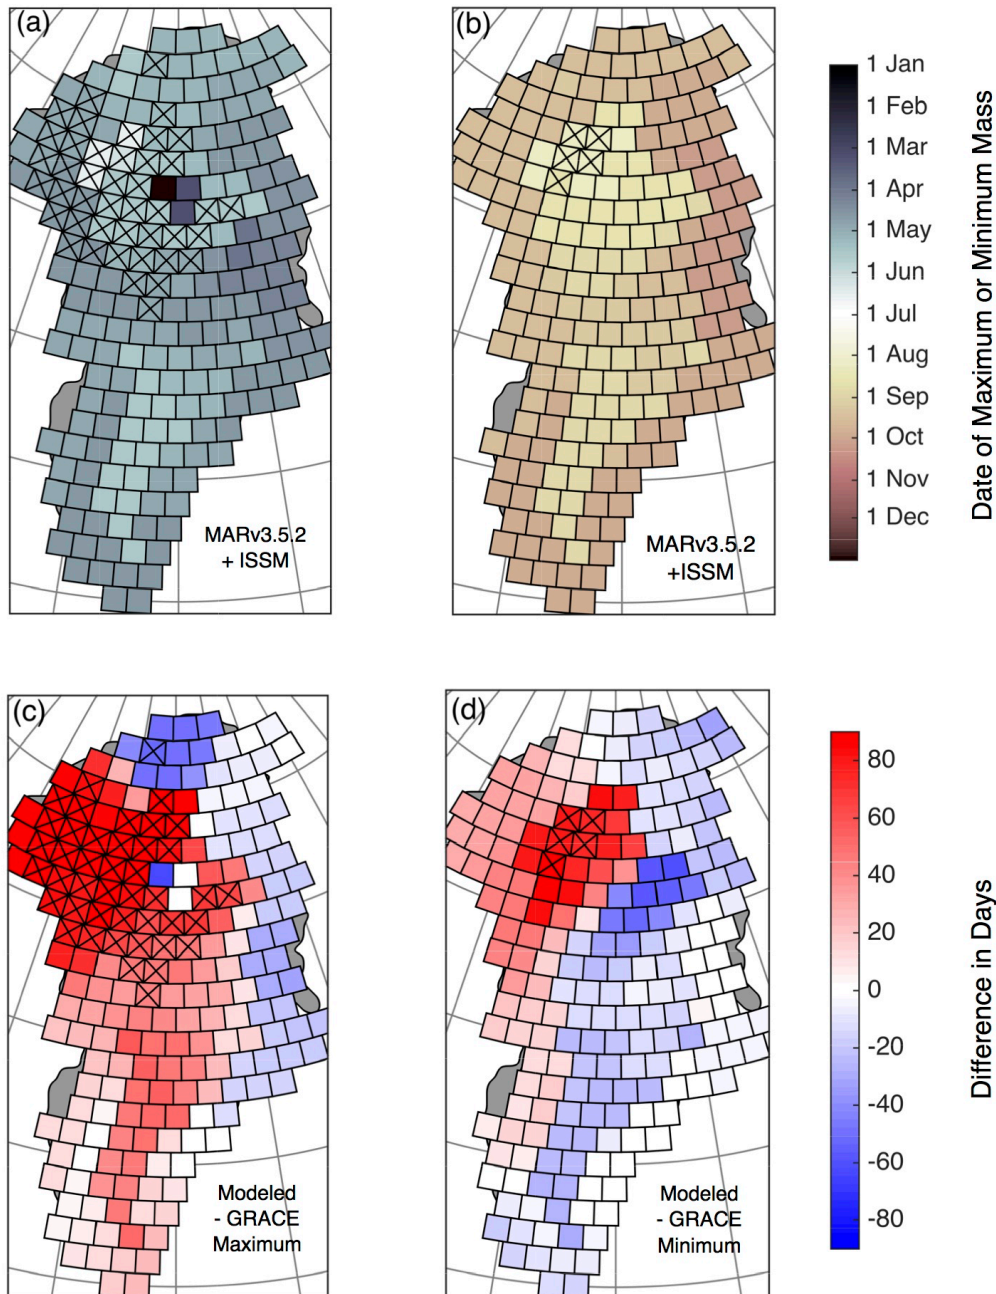 (a)
MARv3.5.2
+ ISSM
(b)
MARv3.5.2
+ISSM
1 Jan
1 Feb
1 Mar
1 Apr
1 May
1 Jun
1 Jul
1 Aug
1 Sep
1 Oct
1 Nov
1 Dec
Date of Maximum or Minimum Mass
(c)
Modeled
- GRACE
Maximum
(d)
Modeled
- GRACE
Minimum
80
60
40
20
0
-20
-40
-60
-80
Difference in Days